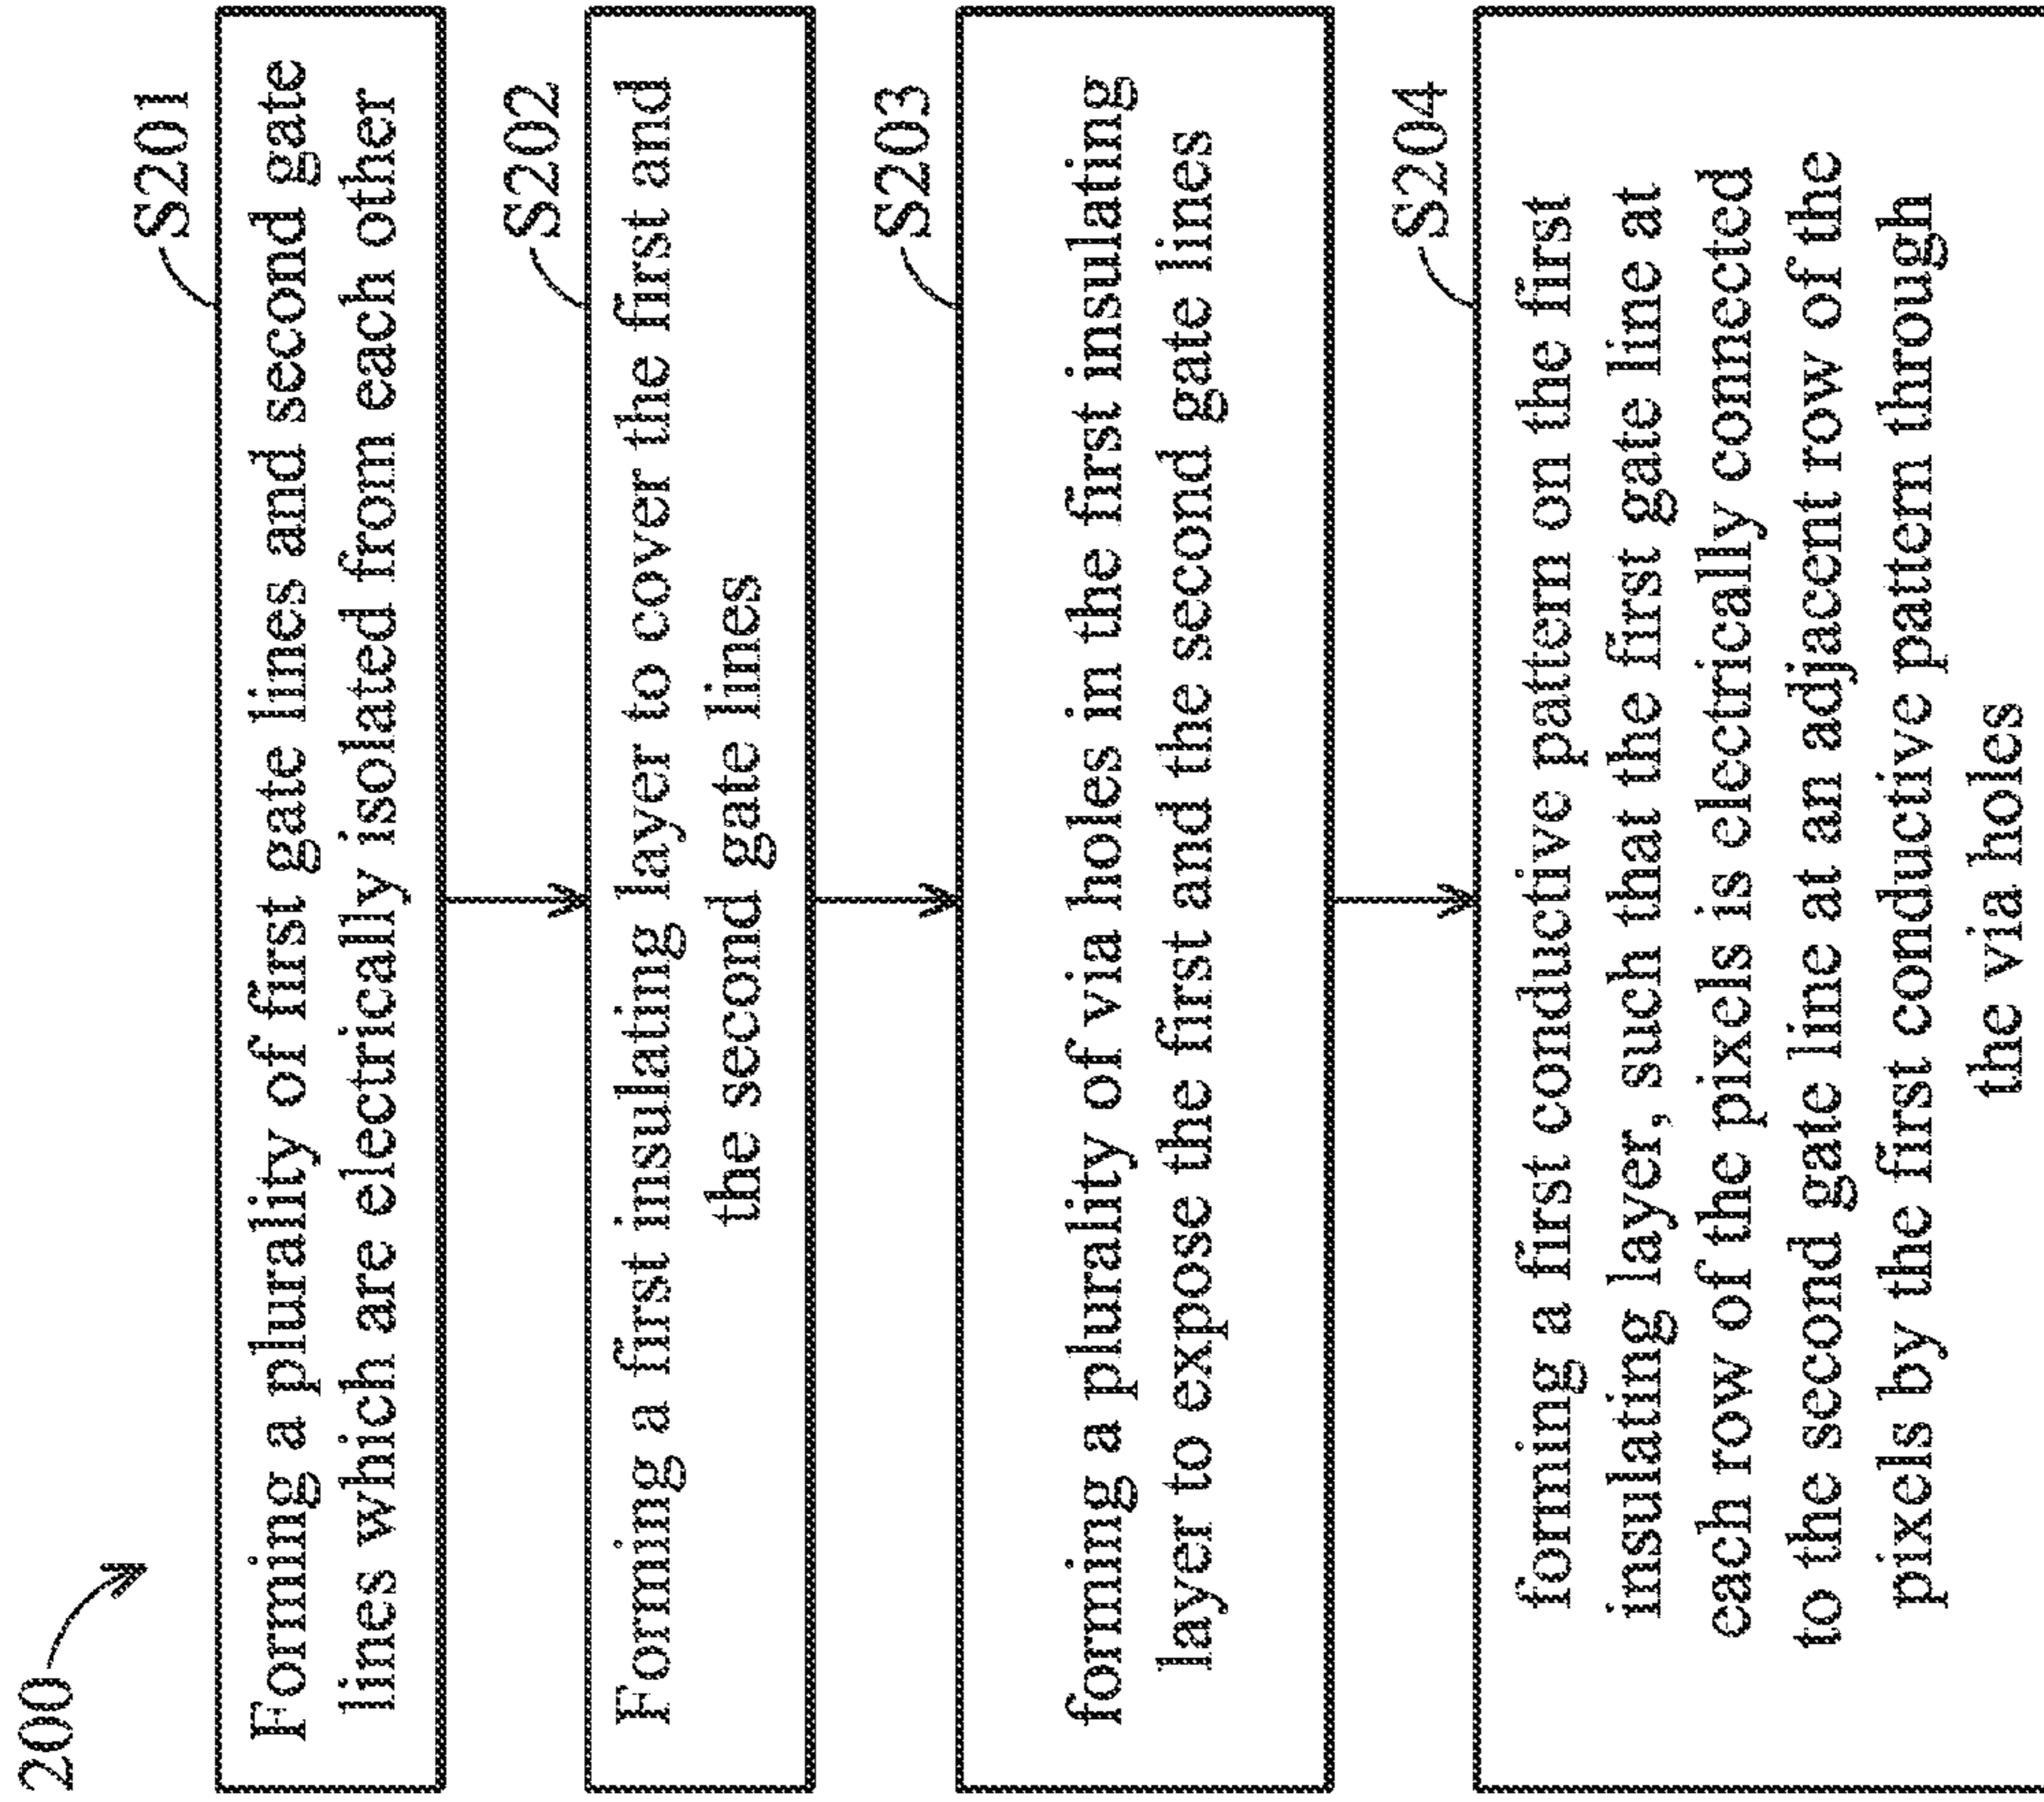 200
S201
Forming a plurality of first gate lines and second gate
lines which are electrically isolated from each other
S202
Forming a first insulating layer to cover the first and
the second gate lines
S203
forming a plurality of via holes in the first insulating
layer to expose the first and the second gate lines
S204
forming a first conductive pattern on the first
insulating layer, such that the first gate line at
each row of the pixels is electrically connected
to the second gate line at an adjacent row of the
pixels by the first conductive pattern through
the via holes